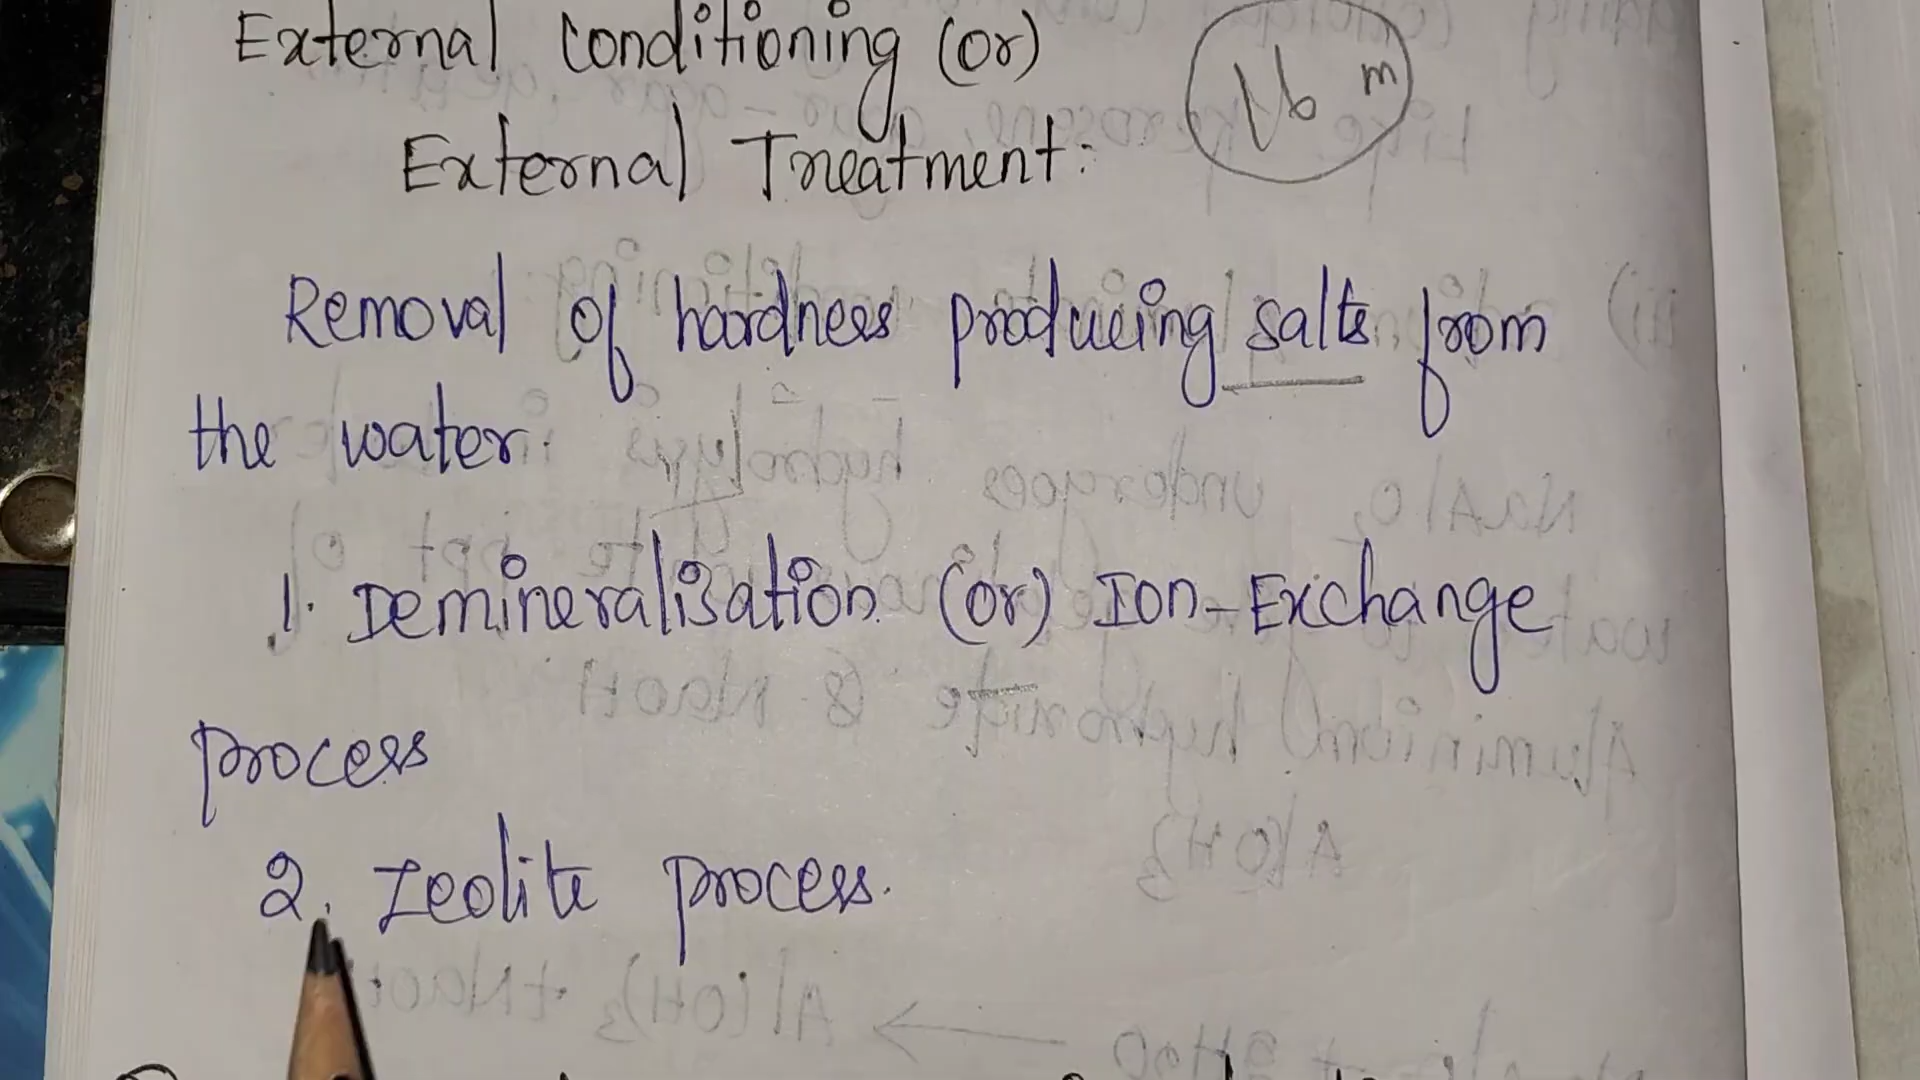 External conditioning (or)
16 m
External Treatment:
Removal of hardness producing salts from
the water.
1. Demineralisation (or) Ion-Exchange
process
2. Zeolite process.